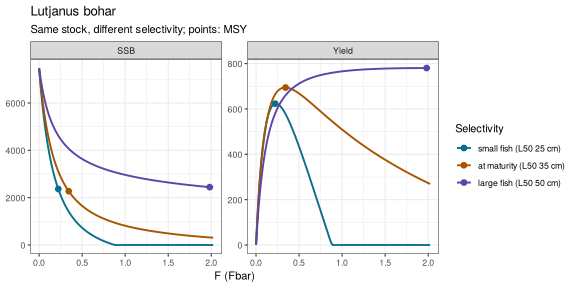 Lutjanus bohar
Same stock, different selectivity; points: MSY
SSB
Yield
6000
4000
2000
0
800
600
400
200
0
0.0 0.5 1.0 1.5 2.0
0.0 0.5 1.0 1.5 2.0
F (Fbar)
Selectivity
small fish (L50 25 cm)
at maturity (L50 35 cm)
large fish (L50 50 cm)